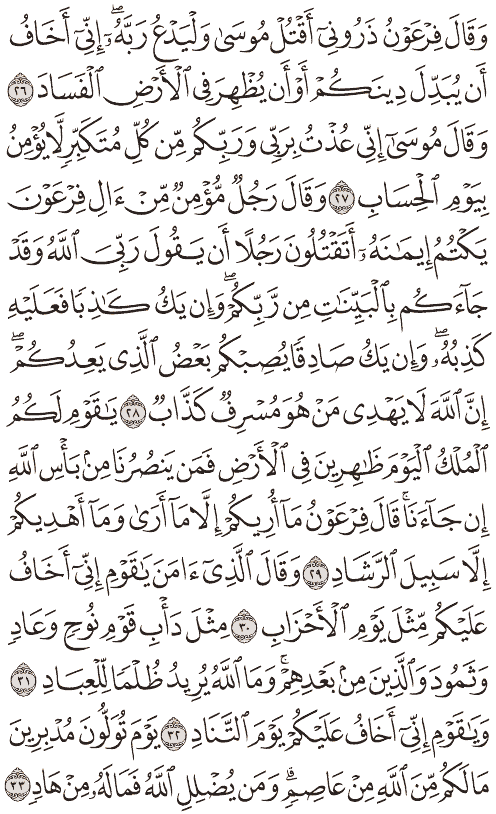 وَقَالَ فِرْعَوْنُ ذَرُونِىٓ أَقْتُلْ مُوسَىٰ وَلْيَدْعُ رَبَّهُۥٓۖ إِنِّىٓ أَخَافُ
أَن يُبَدِّلَ دِينَكُمْ أَوْ أَن يُظْهِرَ فِى ٱلْأَرْضِ ٱلْفَسَادَ ٢٦
وَقَالَ مُوسَىٰٓ إِنِّى عُذْتُ بِرَبِّى وَرَبِّكُم مِّن كُلِّ مُتَكَبِّرٍ لَّا يُؤْمِنُ
بِيَوْمِ ٱلْحِسَابِ ٢٧ وَقَالَ رَجُلٌ مُّؤْمِنٌ مِّنْ ءَالِ فِرْعَوْنَ
يَكْتُمُ إِيمَٰنَهُۥٓ أَتَقْتُلُونَ رَجُلًا أَن يَقُولَ رَبِّىَ ٱللَّهُ وَقَدْ
جَآءَكُم بِٱلْبَيِّنَٰتِ مِن رَّبِّكُمْۖ وَإِن يَكُ كَٰذِبًا فَعَلَيْهِ
كَذِبُهُۥۖ وَإِن يَكُ صَادِقًا يُصِبْكُم بَعْضُ ٱلَّذِى يَعِدُكُمْۖ
إِنَّ ٱللَّهَ لَا يَهْدِى مَنْ هُوَ مُسْرِفٌ كَذَّابٌ ٢٨ يَٰقَوْمِ لَكُمُ
ٱلْمُلْكُ ٱلْيَوْمَ ظَٰهِرِينَ فِى ٱلْأَرْضِ فَمَن يَنصُرُنَا مِنۢ بَأْسِ ٱللَّهِ
إِن جَآءَنَاۚ قَالَ فِرْعَوْنُ مَآ أُرِيكُمْ إِلَّا مَآ أَرَىٰ وَمَآ أَهْدِيكُمْ
إِلَّا سَبِيلَ ٱلرَّشَادِ ٢٩ وَقَالَ ٱلَّذِىٓ ءَامَنَ يَٰقَوْمِ إِنِّىٓ أَخَافُ
عَلَيْكُم مِّثْلَ يَوْمِ ٱلْأَحْزَابِ ٣٠ مِثْلَ دَأْبِ قَوْمِ نُوحٍ وَعَادٍ
وَثَمُودَ وَٱلَّذِينَ مِنۢ بَعْدِهِمْۚ وَمَا ٱللَّهُ يُرِيدُ ظُلْمًا لِّلْعِبَادِ ٣١
وَيَٰقَوْمِ إِنِّىٓ أَخَافُ عَلَيْكُمْ يَوْمَ ٱلتَّنَادِ ٣٢ يَوْمَ تُوَلُّونَ مُدْبِرِينَ
مَا لَكُم مِّنَ ٱللَّهِ مِنْ عَاصِمٍۗ وَمَن يُضْلِلِ ٱللَّهُ فَمَا لَهُۥ مِنْ هَادٍ ٣٣